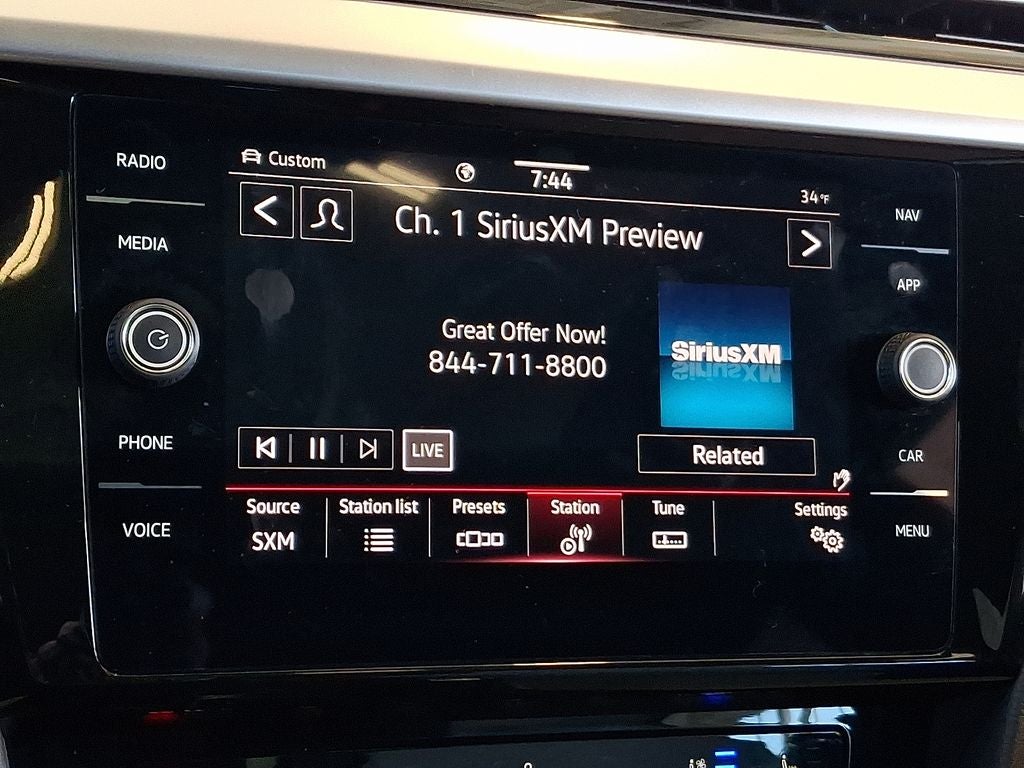 RADIO
MEDIA
PHONE
VOICE
Custom
7:44
34°F
Ch. 1 SiriusXM Preview
Great Offer Now!
844-711-8800
SiriusXM
LIVE
Related
Source
SXM
Station list
Presets
Station
Tune
Settings
NAV
APP
CAR
MENU